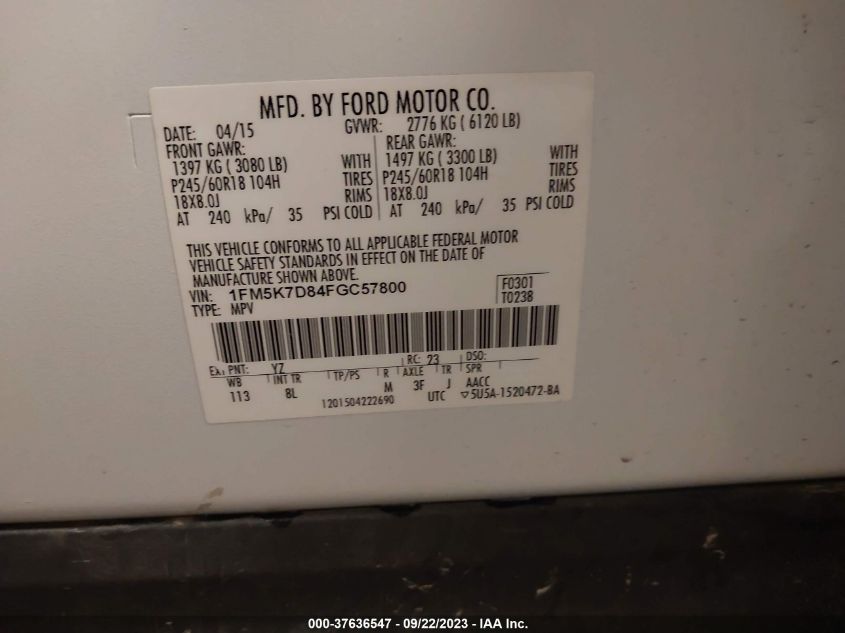 MFD. BY FORD MOTOR CO.
DATE: 04/15 GVWR: 2776 KG ( 6120 LB)
FRONT GAWR: REAR GAWR:
1397 KG ( 3080 LB) WITH 1497 KG ( 3300 LB) WITH
P245/60R18 104H TIRES P245/60R18 104H TIRES
18X8.0J RIMS 18X8.0J RIMS
AT 240 kPa/ 35 PSI COLD AT 240 kPa/ 35 PSI COLD
THIS VEHICLE CONFORMS TO ALL APPLICABLE FEDERAL MOTOR
VEHICLE SAFETY STANDARDS IN EFFECT ON THE DATE OF
MANUFACTURE SHOWN ABOVE.
VIN: 1FM5K7D84FGC57800 F0301
TYPE: MPV T0238
EXT PNT: YZ RC: 23 DSO:
WB INT TR TP/PS R AXLE TR SPR
113 8L M 3F J AACC
1201504222690 UTC ▽5U5A-1520472-BA
000-37636547 - 09/22/2023 - IAA Inc.